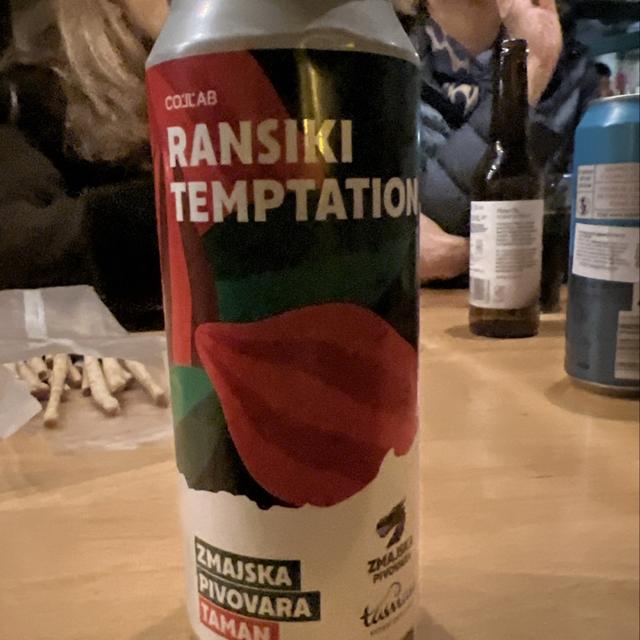 COLLAB
RANSIKI
TEMPTATION
ZMAJSKA
PIVOVARA
TAMAN
ZMAJSKA
PIVOVARA